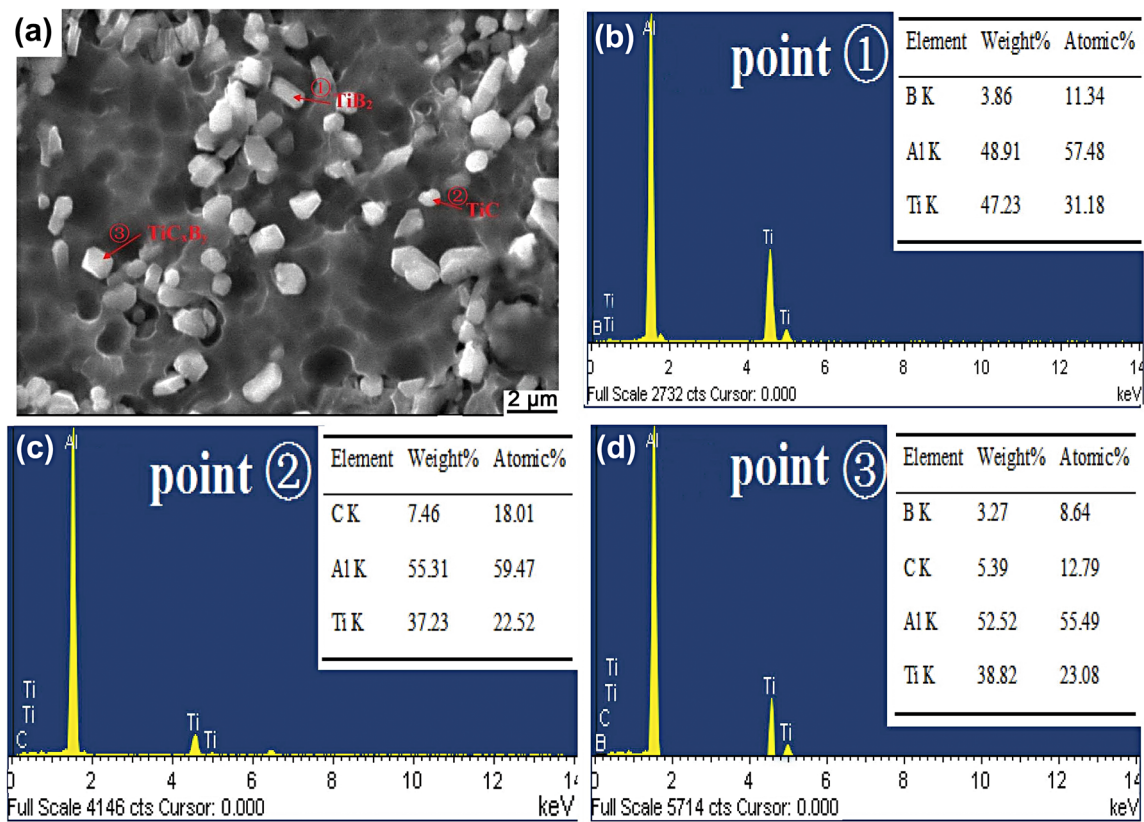 (a)
①
TiB₂
②
TiC
③ TiCₓBᵧ
2 μm
(b)
Al
point ①
Element Weight% Atomic%
B K 3.86 11.34
Al K 48.91 57.48
Ti K 47.23 31.18
Ti
Ti
Ti
Ti
B
0 2 4 6 8 10 12 14
Full Scale 2732 cts Cursor: 0.000 keV
(c)
Al
point ②
Element Weight% Atomic%
C K 7.46 18.01
Al K 55.31 59.47
Ti K 37.23 22.52
Ti
Ti
C
Ti
Ti
0 2 4 6 8 10 12 14
Full Scale 4146 cts Cursor: 0.000 keV
(d)
Al
point ③
Element Weight% Atomic%
B K 3.27 8.64
C K 5.39 12.79
Al K 52.52 55.49
Ti K 38.82 23.08
Ti
Ti
C
B
Ti
Ti
0 2 4 6 8 10 12 14
Full Scale 5714 cts Cursor: 0.000 keV